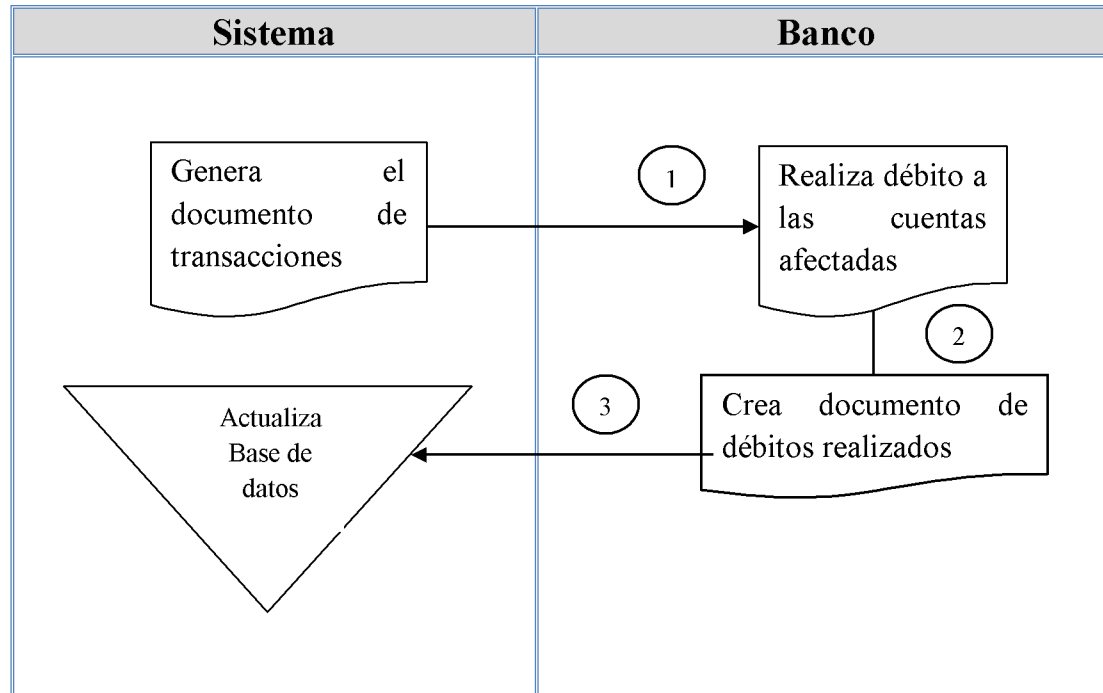 Sistema
Banco
Genera el
documento de
transacciones
1
Realiza débito a
las cuentas
afectadas
2
Actualiza
Base de
datos
3
Crea documento de
débitos realizados